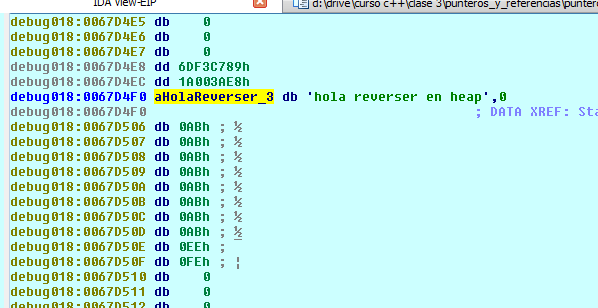 IDA View-EIP d:\drive\curso c++\clase 3\punteros_y_referencias\puntero
debug018:0067D4E5 db 0
debug018:0067D4E6 db 0
debug018:0067D4E7 db 0
debug018:0067D4E8 dd 6DF3C789h
debug018:0067D4EC dd 1A003AE8h
debug018:0067D4F0 aHolaReverser_3 db 'hola reverser en heap',0
debug018:0067D4F0 ; DATA XREF: Sta
debug018:0067D506 db 0ABh ; ½
debug018:0067D507 db 0ABh ; ½
debug018:0067D508 db 0ABh ; ½
debug018:0067D509 db 0ABh ; ½
debug018:0067D50A db 0ABh ; ½
debug018:0067D50B db 0ABh ; ½
debug018:0067D50C db 0ABh ; ½
debug018:0067D50D db 0ABh ; ½
debug018:0067D50E db 0EEh ;
debug018:0067D50F db 0FEh ; ¦
debug018:0067D510 db 0
debug018:0067D511 db 0
debug018:0067D512 db 0